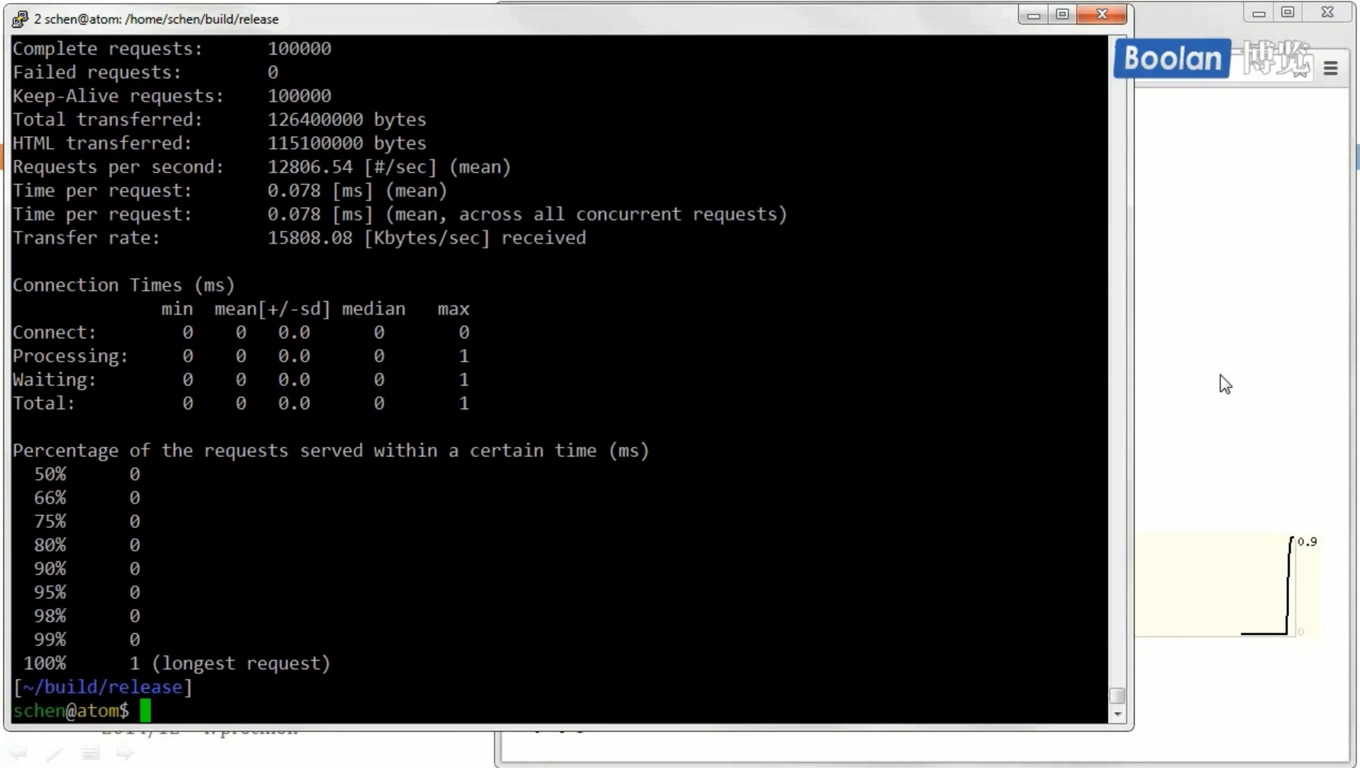 2 schen@atom: /home/schen/build/release
Boolan 博览
Complete requests: 100000
Failed requests: 0
Keep-Alive requests: 100000
Total transferred: 126400000 bytes
HTML transferred: 115100000 bytes
Requests per second: 12806.54 [#/sec] (mean)
Time per request: 0.078 [ms] (mean)
Time per request: 0.078 [ms] (mean, across all concurrent requests)
Transfer rate: 15808.08 [Kbytes/sec] received
Connection Times (ms)
min mean[+/-sd] median max
Connect: 0 0 0.0 0 0
Processing: 0 0 0.0 0 1
Waiting: 0 0 0.0 0 1
Total: 0 0 0.0 0 1
Percentage of the requests served within a certain time (ms)
50% 0
66% 0
75% 0
80% 0
90% 0
95% 0
98% 0
99% 0
100% 1 (longest request)
[~/build/release]
schen@atom$
0.9
0